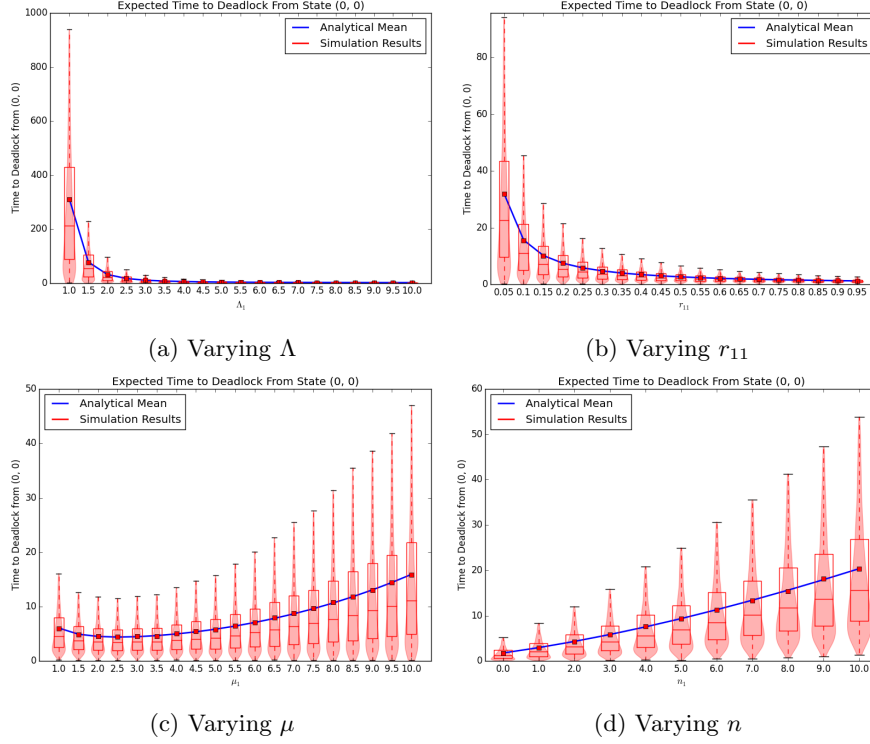 Expected Time to Deadlock From State (0, 0)
Analytical Mean
Simulation Results
Time to Deadlock from (0, 0)
1000
800
600
400
200
0
1.0 1.5 2.0 2.5 3.0 3.5 4.0 4.5 5.0 5.5 6.0 6.5 7.0 7.5 8.0 8.5 9.0 9.5 10.0
Λ₁
(a) Varying Λ
Expected Time to Deadlock From State (0, 0)
Analytical Mean
Simulation Results
Time to Deadlock from (0, 0)
80
60
40
20
0
0.05 0.1 0.15 0.2 0.25 0.3 0.35 0.4 0.45 0.5 0.55 0.6 0.65 0.7 0.75 0.8 0.85 0.9 0.95
r₁₁
(b) Varying r₁₁
Expected Time to Deadlock From State (0, 0)
Analytical Mean
Simulation Results
Time to Deadlock from (0, 0)
50
40
30
20
10
0
1.0 1.5 2.0 2.5 3.0 3.5 4.0 4.5 5.0 5.5 6.0 6.5 7.0 7.5 8.0 8.5 9.0 9.5 10.0
μ₁
(c) Varying μ
Expected Time to Deadlock From State (0, 0)
Analytical Mean
Simulation Results
Time to Deadlock from (0, 0)
60
50
40
30
20
10
0
0.0 1.0 2.0 3.0 4.0 5.0 6.0 7.0 8.0 9.0 10.0
n₁
(d) Varying n